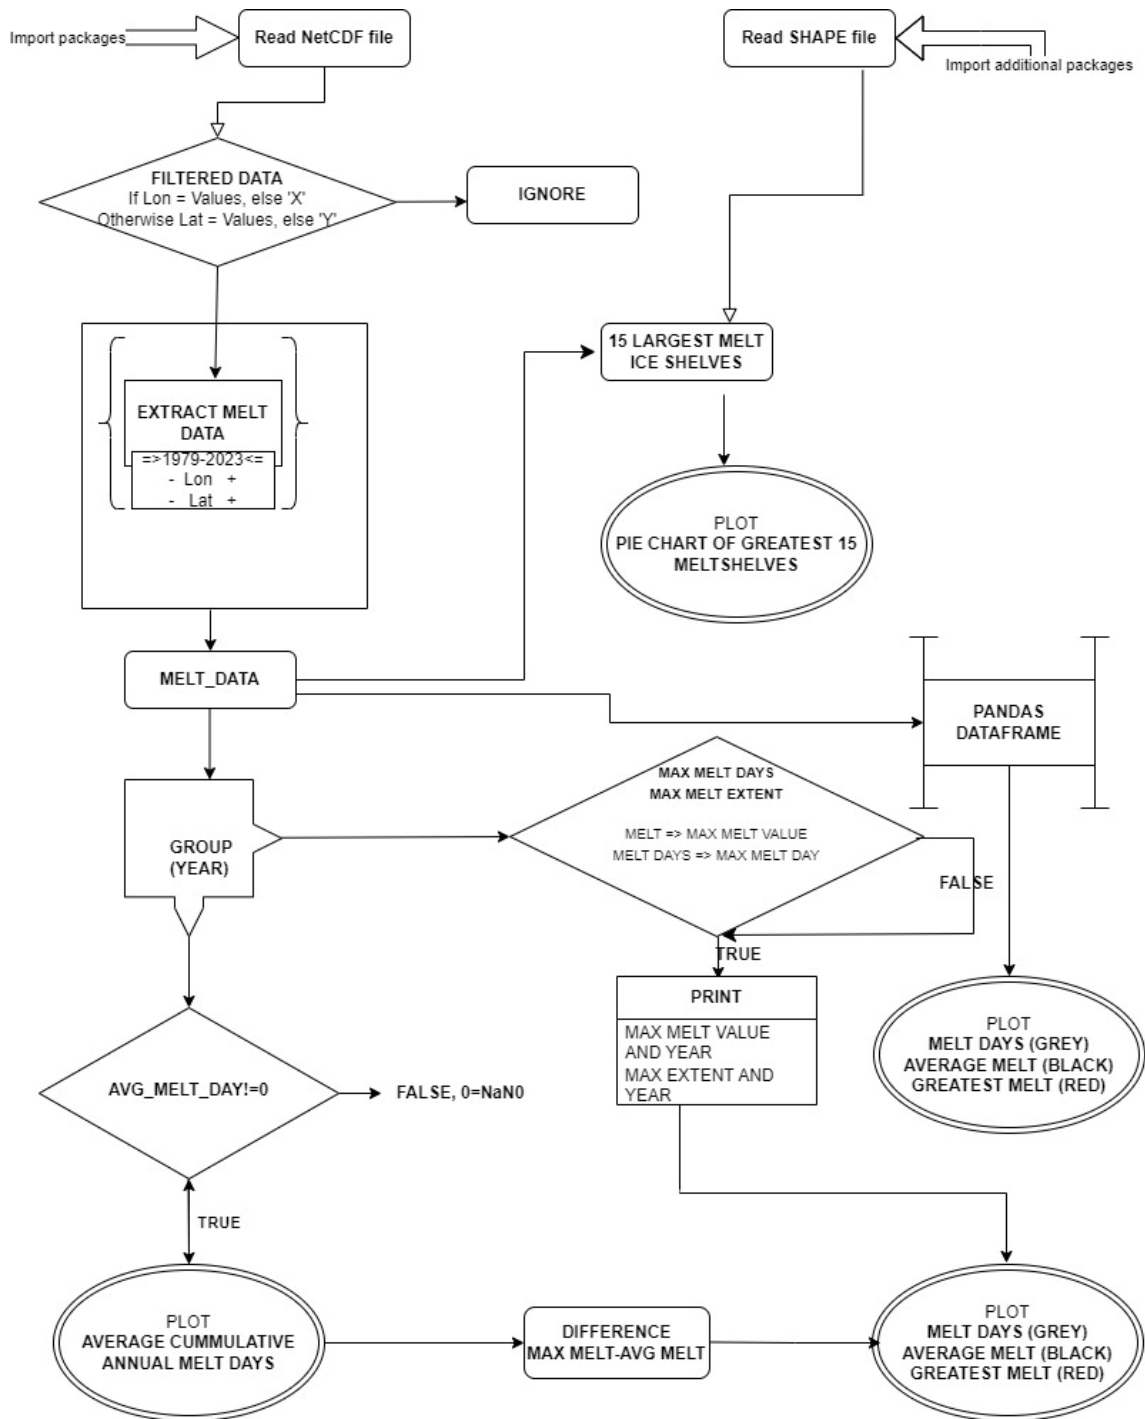 Import packages
Read NetCDF file
Read SHAPE file
Import additional packages
FILTERED DATA
If Lon = Values, else 'X'
Otherwise Lat = Values, else 'Y'
IGNORE
15 LARGEST MELT
ICE SHELVES
EXTRACT MELT
DATA
=>1979-2023<=
- Lon +
- Lat +
PLOT
PIE CHART OF GREATEST 15
MELTSHELVES
MELT_DATA
PANDAS
DATAFRAME
MAX MELT DAYS
MAX MELT EXTENT
MELT => MAX MELT VALUE
MELT DAYS => MAX MELT DAY
GROUP
(YEAR)
FALSE
TRUE
PRINT
MAX MELT VALUE
AND YEAR
MAX EXTENT AND
YEAR
PLOT
MELT DAYS (GREY)
AVERAGE MELT (BLACK)
GREATEST MELT (RED)
AVG_MELT_DAY!=0
FALSE, 0=NaN0
TRUE
PLOT
AVERAGE CUMMULATIVE
ANNUAL MELT DAYS
DIFFERENCE
MAX MELT-AVG MELT
PLOT
MELT DAYS (GREY)
AVERAGE MELT (BLACK)
GREATEST MELT (RED)